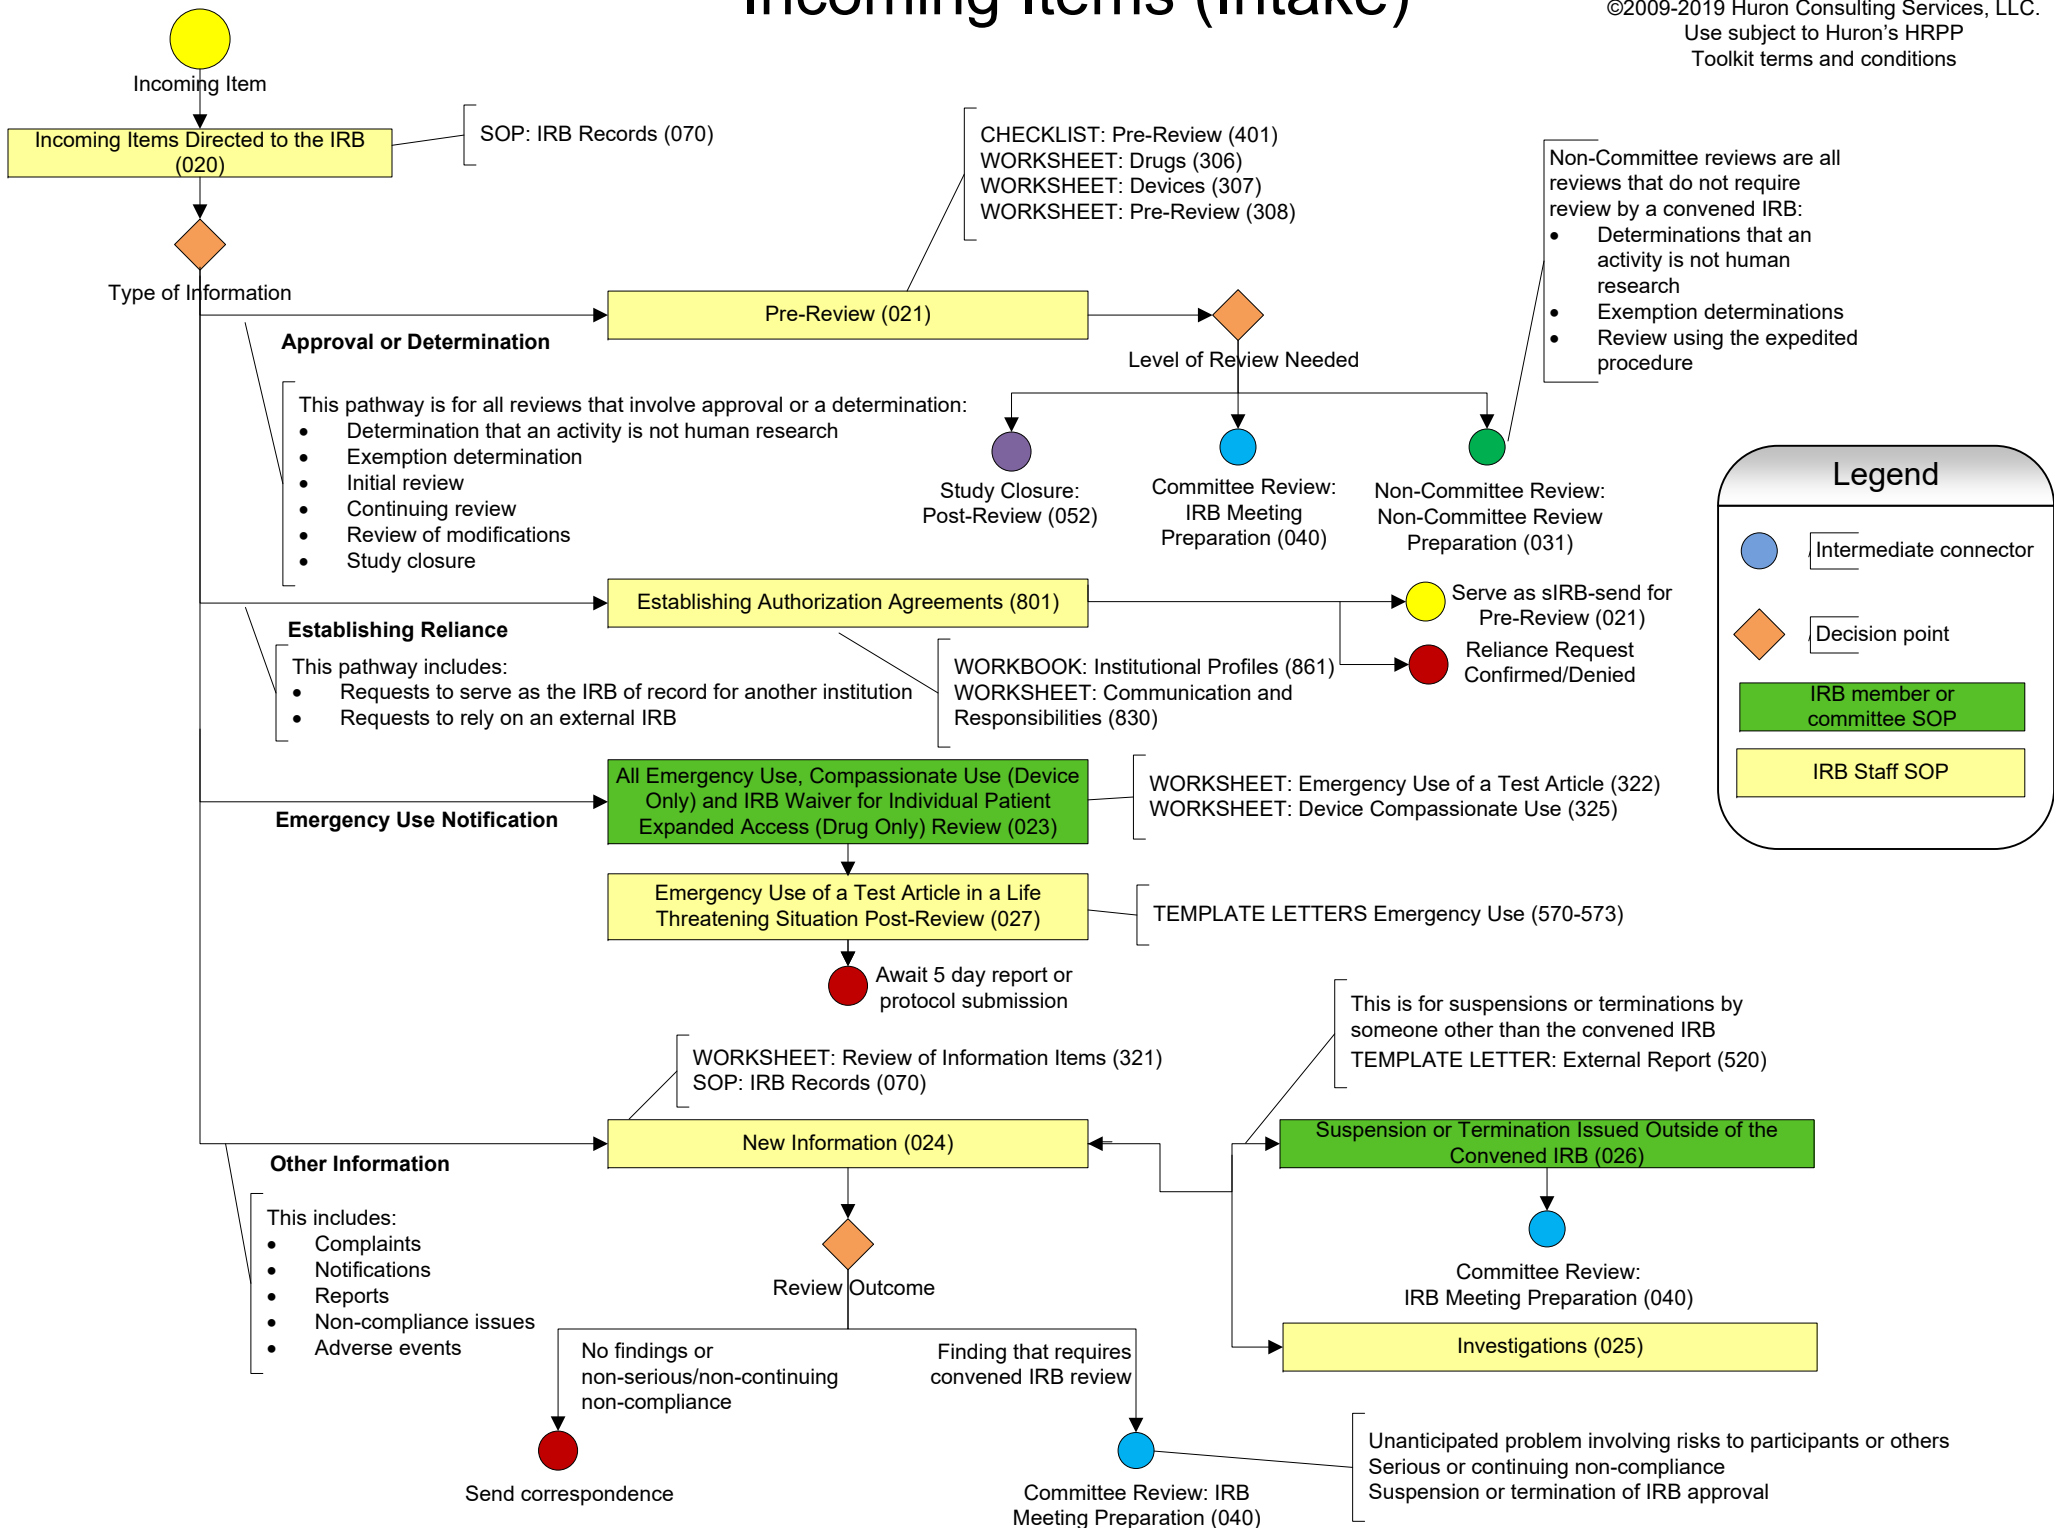 Incoming Items (Intake)
©2009-2019 Huron Consulting Services, LLC.
Use subject to Huron's HRPP
Toolkit terms and conditions
Incoming Item
Incoming Items Directed to the IRB
(020)
SOP: IRB Records (070)
CHECKLIST: Pre-Review (401)
WORKSHEET: Drugs (306)
WORKSHEET: Devices (307)
WORKSHEET: Pre-Review (308)
Non-Committee reviews are all
reviews that do not require
review by a convened IRB:
• Determinations that an
activity is not human
research
• Exemption determinations
• Review using the expedited
procedure
Type of Information
Pre-Review (021)
Approval or Determination
Level of Review Needed
This pathway is for all reviews that involve approval or a determination:
• Determination that an activity is not human research
• Exemption determination
• Initial review
• Continuing review
• Review of modifications
• Study closure
Study Closure:
Post-Review (052)
Committee Review:
IRB Meeting
Preparation (040)
Non-Committee Review:
Non-Committee Review
Preparation (031)
Legend
Intermediate connector
Decision point
IRB member or
committee SOP
IRB Staff SOP
Establishing Authorization Agreements (801)
Serve as sIRB-send for
Pre-Review (021)
Reliance Request
Confirmed/Denied
Establishing Reliance
This pathway includes:
• Requests to serve as the IRB of record for another institution
• Requests to rely on an external IRB
WORKBOOK: Institutional Profiles (861)
WORKSHEET: Communication and
Responsibilities (830)
All Emergency Use, Compassionate Use (Device
Only) and IRB Waiver for Individual Patient
Expanded Access (Drug Only) Review (023)
WORKSHEET: Emergency Use of a Test Article (322)
WORKSHEET: Device Compassionate Use (325)
Emergency Use Notification
Emergency Use of a Test Article in a Life
Threatening Situation Post-Review (027)
TEMPLATE LETTERS Emergency Use (570-573)
Await 5 day report or
protocol submission
This is for suspensions or terminations by
someone other than the convened IRB
TEMPLATE LETTER: External Report (520)
WORKSHEET: Review of Information Items (321)
SOP: IRB Records (070)
New Information (024)
Suspension or Termination Issued Outside of the
Convened IRB (026)
Other Information
This includes:
• Complaints
• Notifications
• Reports
• Non-compliance issues
• Adverse events
Review Outcome
Committee Review:
IRB Meeting Preparation (040)
Investigations (025)
No findings or
non-serious/non-continuing
non-compliance
Finding that requires
convened IRB review
Send correspondence
Committee Review: IRB
Meeting Preparation (040)
Unanticipated problem involving risks to participants or others
Serious or continuing non-compliance
Suspension or termination of IRB approval